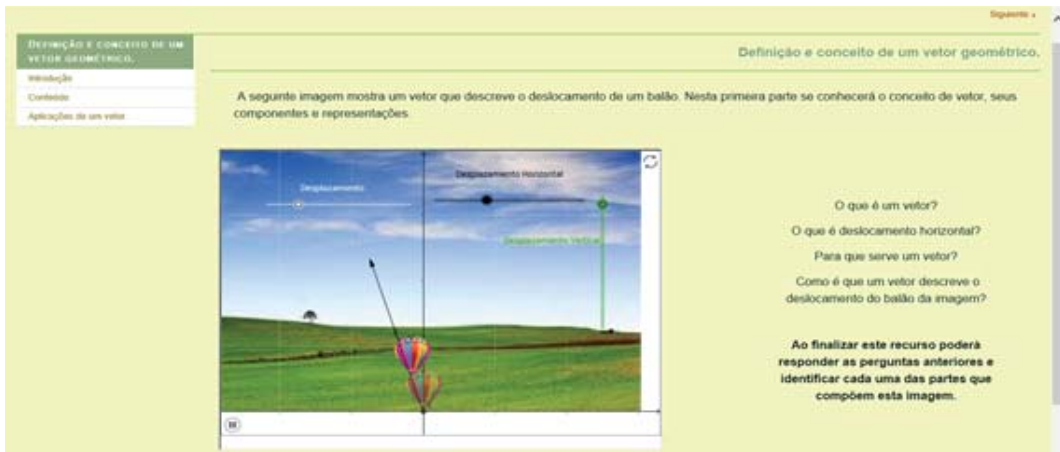 Siguiente »
DEFINIÇÃO E CONCEITO DE UM
VETOR GEOMÉTRICO.
Introdução
Conteúdo
Aplicações de um vetor
Definição e conceito de um vetor geométrico.
A seguinte imagem mostra um vetor que descreve o deslocamento de um balão. Nesta primeira parte se conhecerá o conceito de vetor, seus
componentes e representações.
Desplazamiento Horizontal
Desplazamiento
Desplazamiento Vertical
O que é um vetor?
O que é deslocamento horizontal?
Para que serve um vetor?
Como é que um vetor descreve o
deslocamento do balão da imagem?
Ao finalizar este recurso poderá
responder as perguntas anteriores e
identificar cada uma das partes que
compõem esta imagem.